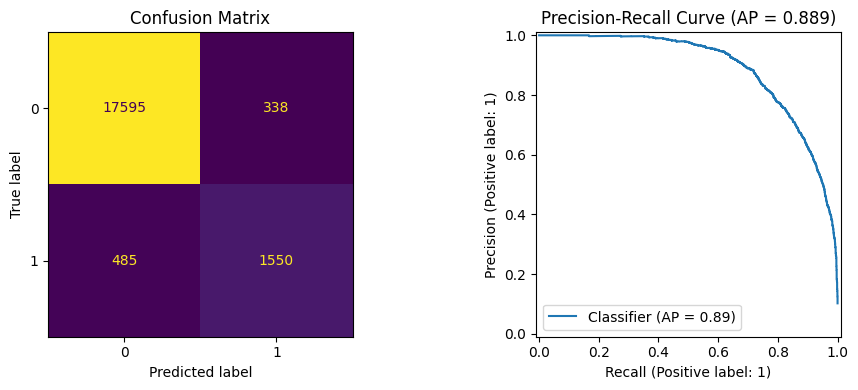 Confusion Matrix
True label
0
17595
338
1
485
1550
0
1
Predicted label
Precision-Recall Curve (AP = 0.889)
Precision (Positive label: 1)
1.0
0.8
0.6
0.4
0.2
0.0
Classifier (AP = 0.89)
0.0
0.2
0.4
0.6
0.8
1.0
Recall (Positive label: 1)